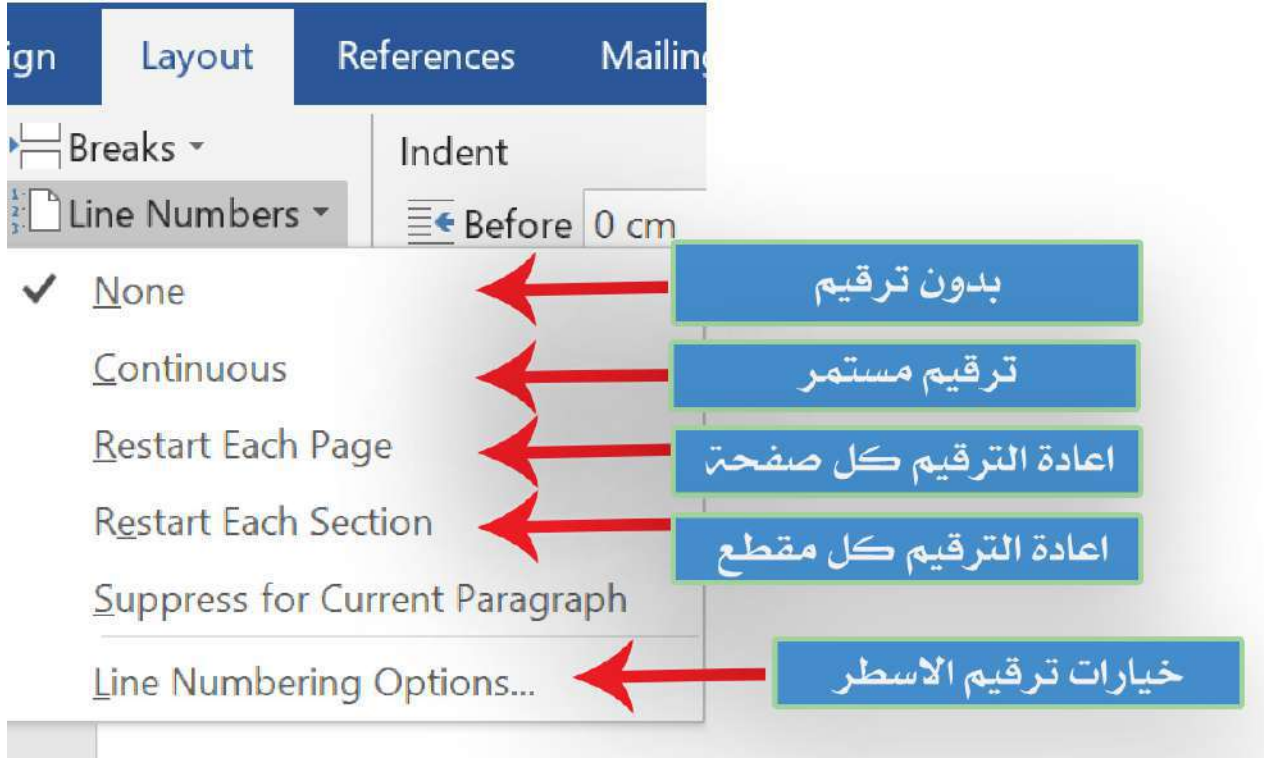 ign Layout References Mailing
Breaks Indent
Line Numbers Before 0 cm
None بدون ترقيم
Continuous ترقيم مستمر
Restart Each Page اعادة الترقيم كل صفحة
Restart Each Section اعادة الترقيم كل مقطع
Suppress for Current Paragraph
Line Numbering Options... خيارات ترقيم الاسطر